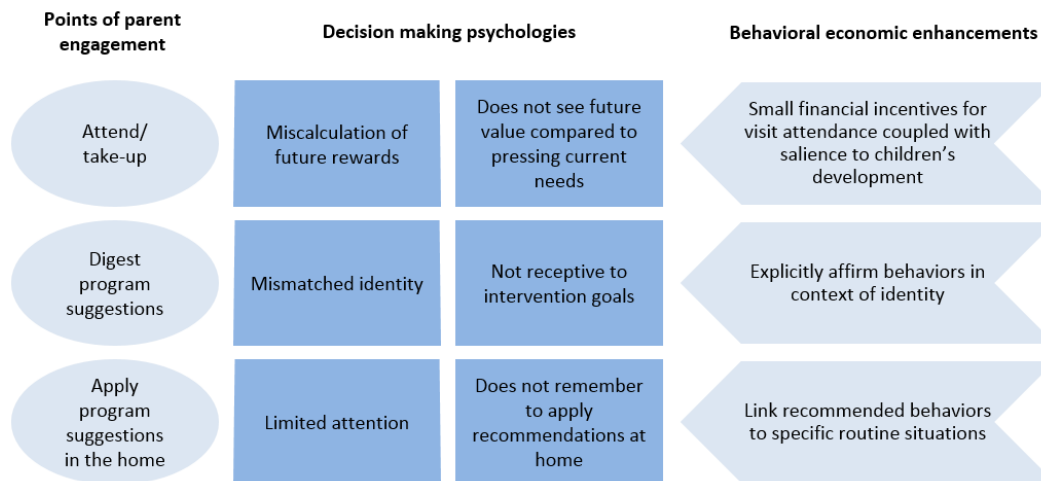 Points of parent
engagement
Decision making psychologies
Behavioral economic enhancements
Attend/
take-up
Miscalculation of
future rewards
Does not see future
value compared to
pressing current
needs
Small financial incentives for
visit attendance coupled with
salience to children’s
development
Digest
program
suggestions
Mismatched identity
Not receptive to
intervention goals
Explicitly affirm behaviors in
context of identity
Apply
program
suggestions
in the home
Limited attention
Does not remember
to apply
recommendations at
home
Link recommended behaviors
to specific routine situations